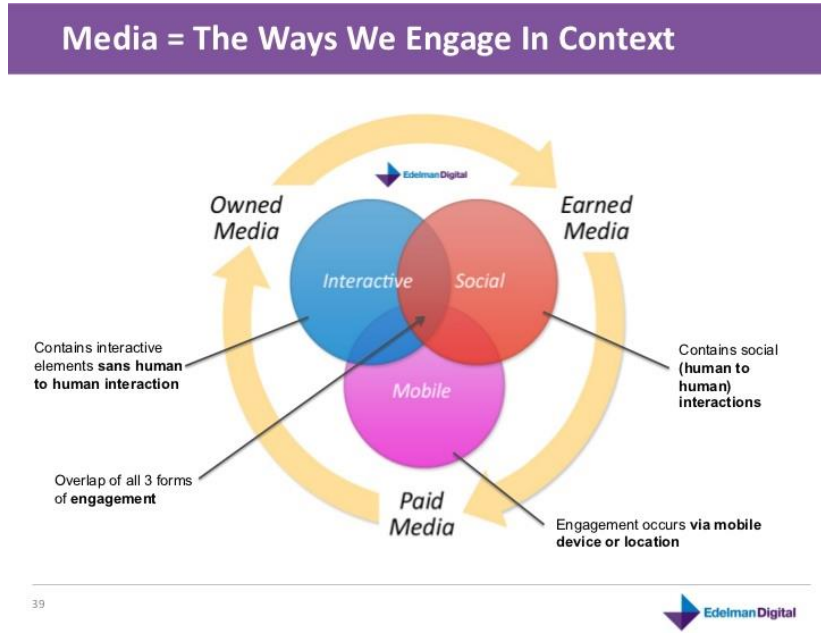 Media = The Ways We Engage In Context
Edelman Digital
Owned
Media
Earned
Media
Interactive
Social
Mobile
Contains interactive
elements sans human
to human interaction
Contains social
(human to
human)
interactions
Overlap of all 3 forms
of engagement
Paid
Media
Engagement occurs via mobile
device or location
39
Edelman Digital